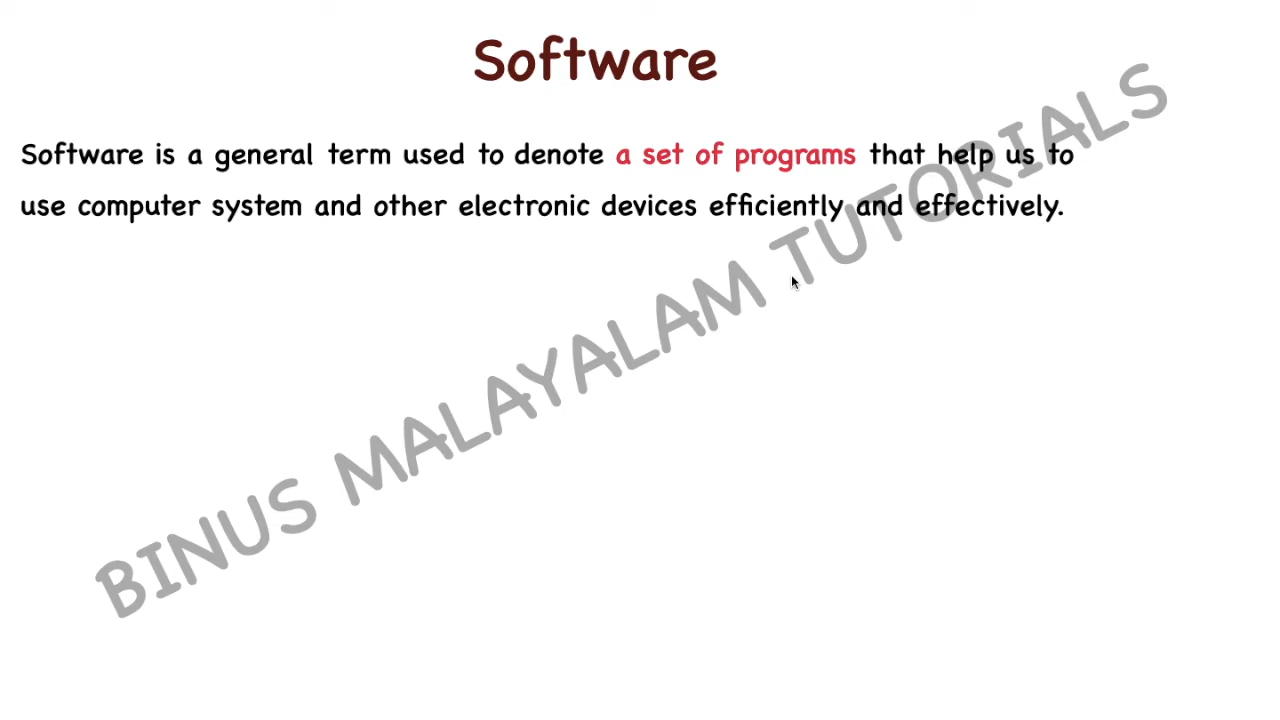 Software
Software is a general term used to denote a set of programs that help us to
use computer system and other electronic devices efficiently and effectively.
BINUS MALAYALAM TUTORIALS